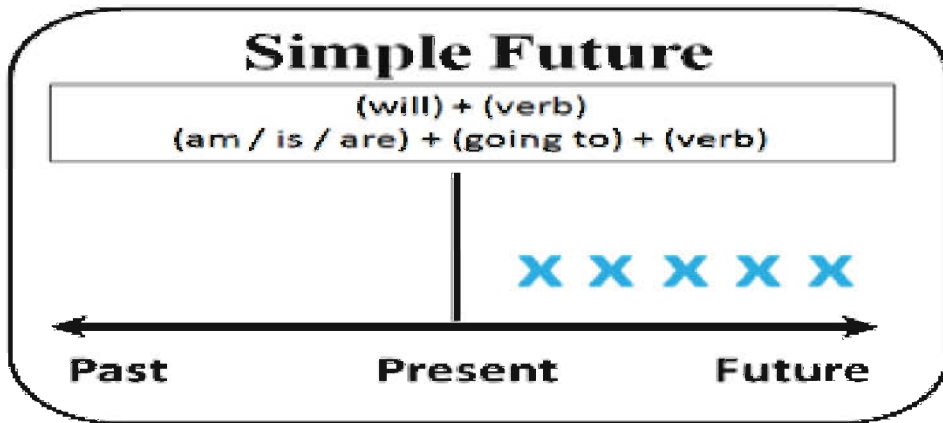 Simple Future
(will) + (verb)
(am / is / are) + (going to) + (verb)
X X X X X
Past Present Future